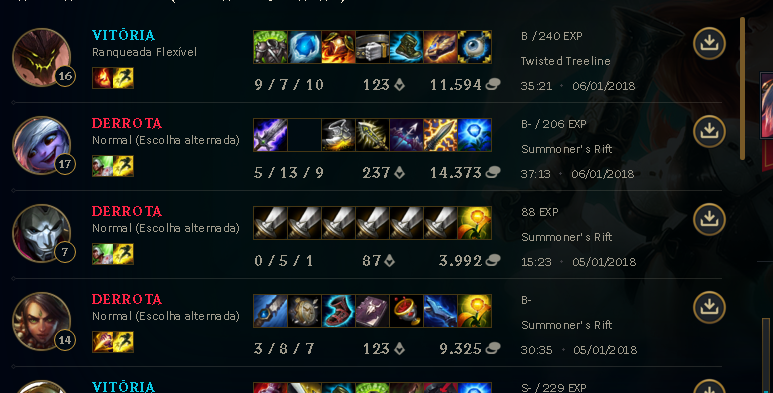 VITÓRIA
Ranqueada Flexível
16
9 / 7 / 10 123 11.594
B / 240 EXP
Twisted Treeline
35:21 · 06/01/2018
DERROTA
Normal (Escolha alternada)
17
5 / 13 / 9 237 14.373
B- / 206 EXP
Summoner's Rift
37:13 · 06/01/2018
DERROTA
Normal (Escolha alternada)
7
0 / 5 / 1 87 3.992
88 EXP
Summoner's Rift
15:23 · 05/01/2018
DERROTA
Normal (Escolha alternada)
14
3 / 8 / 7 123 9.325
B-
Summoner's Rift
30:35 · 05/01/2018
VITÓRIA
S- / 229 EXP